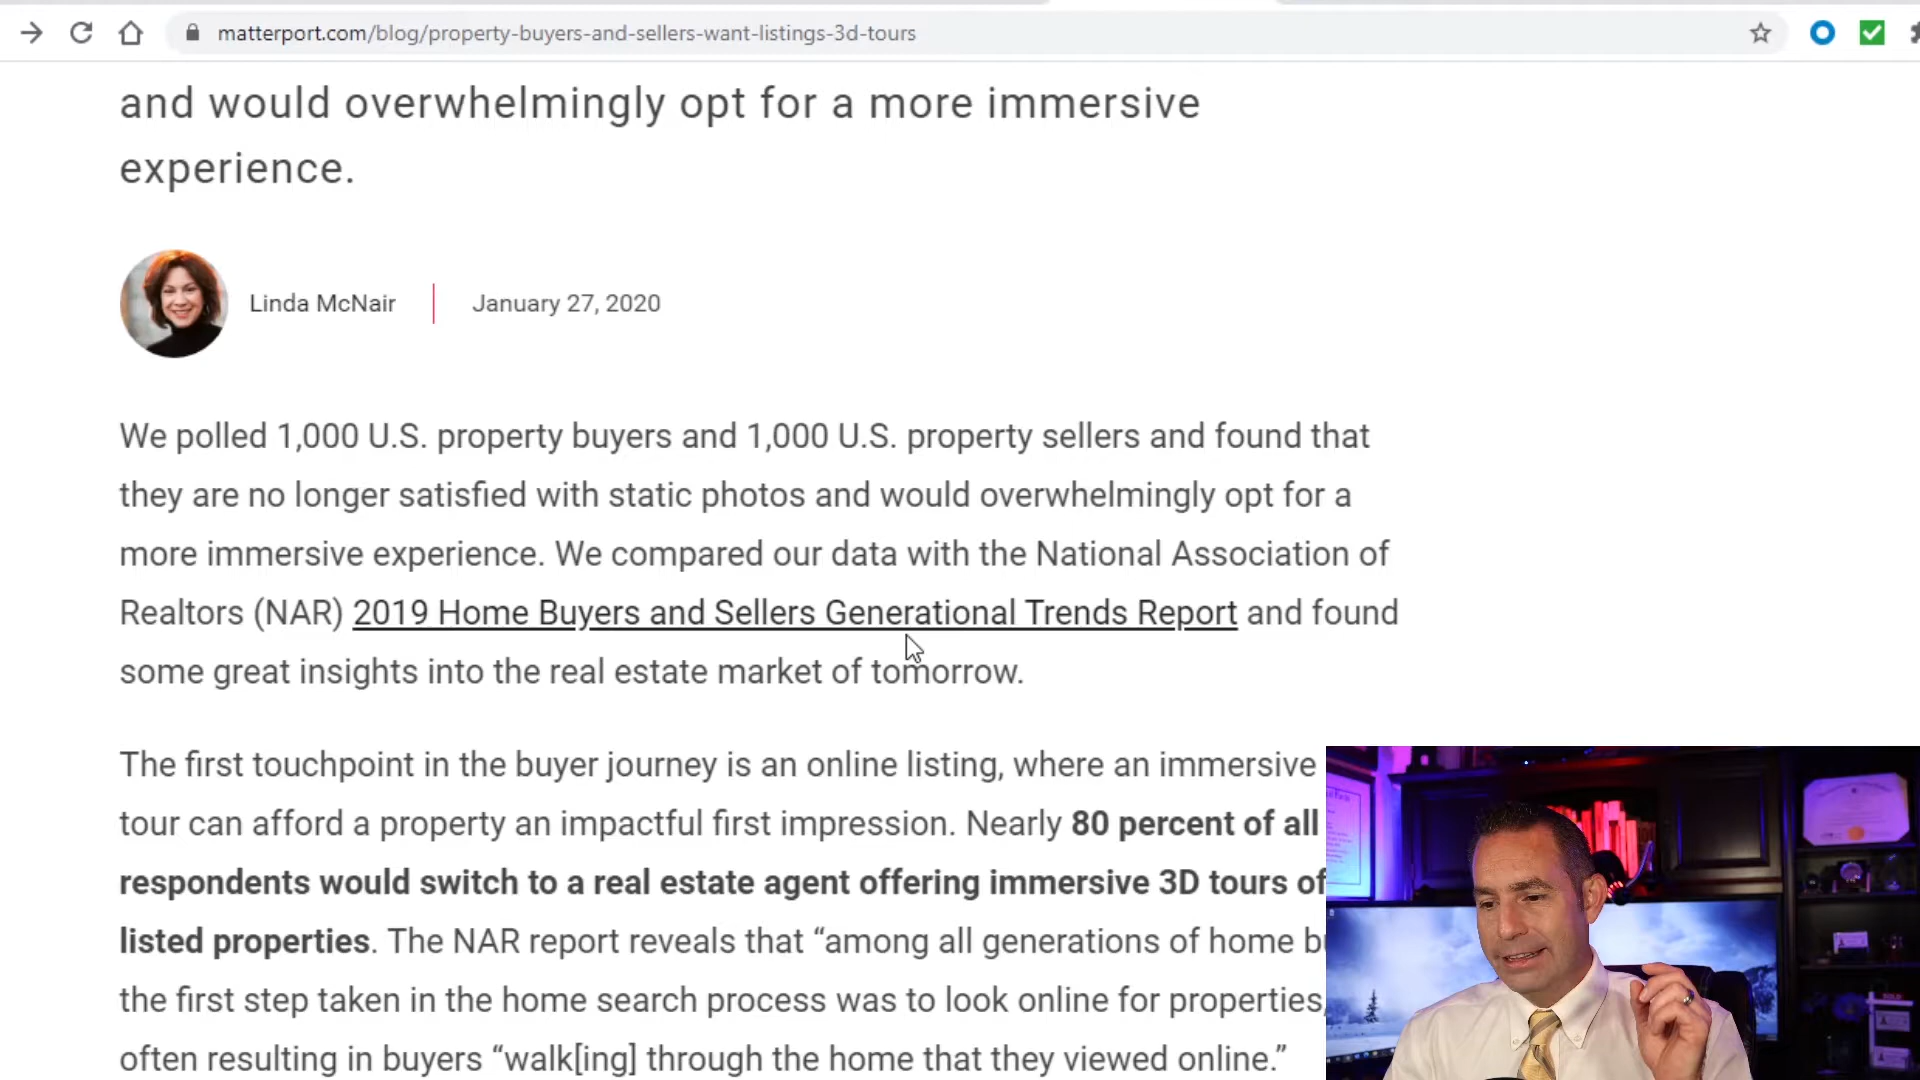 matterport.com/blog/property-buyers-and-sellers-want-listings-3d-tours
and would overwhelmingly opt for a more immersive
experience.
Linda McNair
January 27, 2020
We polled 1,000 U.S. property buyers and 1,000 U.S. property sellers and found that
they are no longer satisfied with static photos and would overwhelmingly opt for a
more immersive experience. We compared our data with the National Association of
Realtors (NAR) 2019 Home Buyers and Sellers Generational Trends Report and found
some great insights into the real estate market of tomorrow.
The first touchpoint in the buyer journey is an online listing, where an immersive
tour can afford a property an impactful first impression. Nearly 80 percent of all
respondents would switch to a real estate agent offering immersive 3D tours of
listed properties. The NAR report reveals that “among all generations of home
the first step taken in the home search process was to look online for properties,
often resulting in buyers “walk[ing] through the home that they viewed online.”